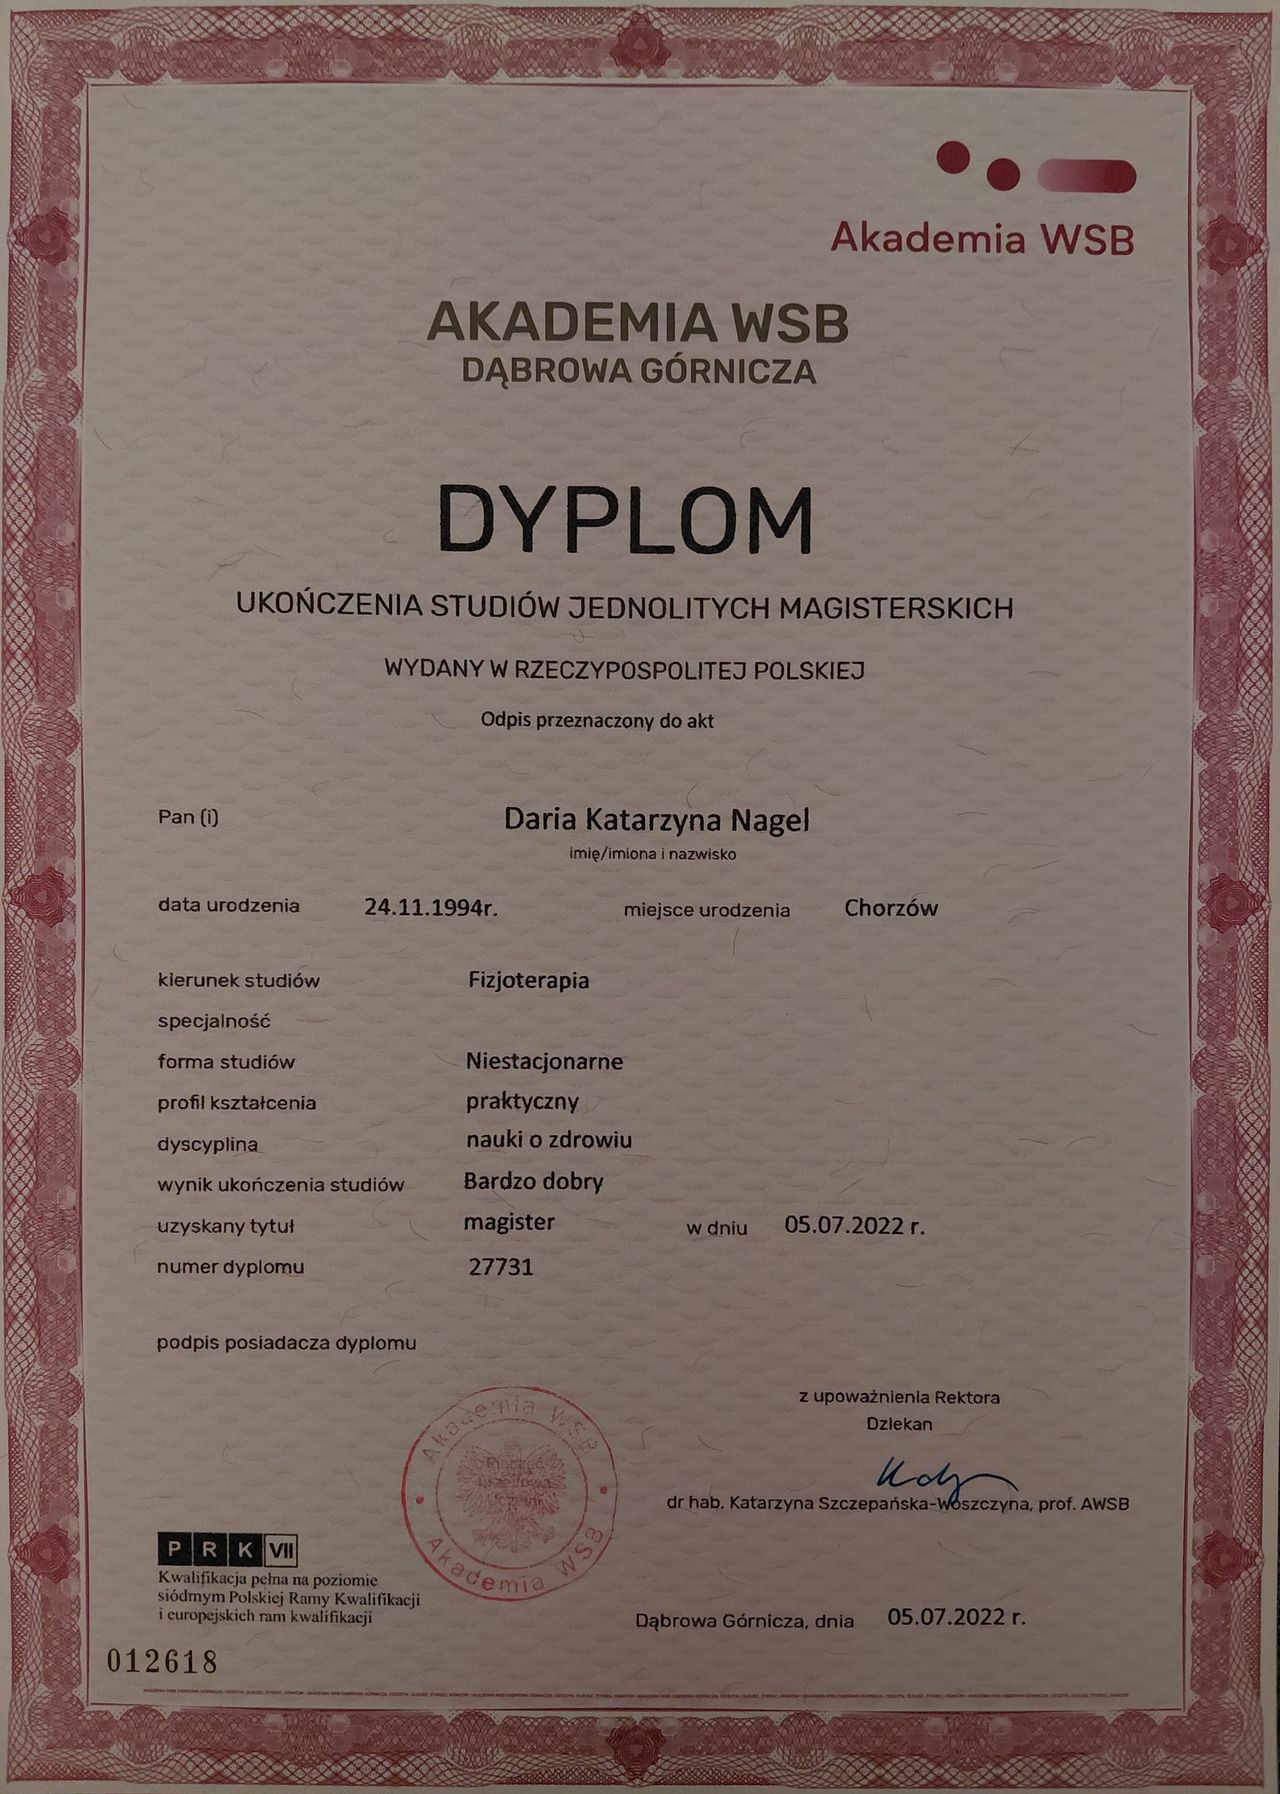 Akademia WSB
AKADEMIA WSB
DĄBROWA GÓRNICZA
DYPLOM
UKOŃCZENIA STUDIÓW JEDNOLITYCH MAGISTERSKICH
WYDANY W RZECZYPOSPOLITEJ POLSKIEJ
Odpis przeznaczony do akt
Pan (i) Daria Katarzyna Nagel
imię/imiona i nazwisko
data urodzenia 24.11.1994r. miejsce urodzenia Chorzów
kierunek studiów Fizjoterapia
specjalność
forma studiów Niestacjonarne
profil kształcenia praktyczny
dyscyplina nauki o zdrowiu
wynik ukończenia studiów Bardzo dobry
uzyskany tytuł magister w dniu 05.07.2022 r.
numer dyplomu 27731
podpis posiadacza dyplomu
z upoważnienia Rektora
Dziekan
dr hab. Katarzyna Szczepańska-Woszczyna, prof. AWSB
Akademia WSB
Akademia WSB
PRK VII
Kwalifikacja pełna na poziomie
siódmym Polskiej Ramy Kwalifikacji
i europejskich ram kwalifikacji
Dąbrowa Górnicza, dnia 05.07.2022 r.
012618